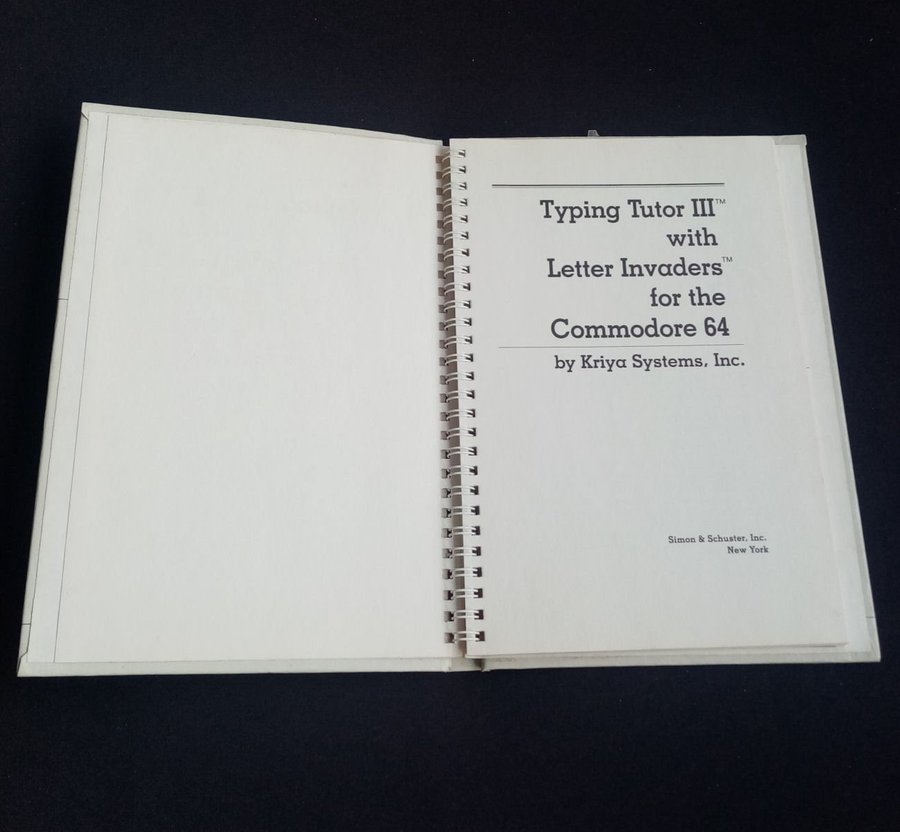 Typing Tutor III™
with
Letter Invaders™
for the
Commodore 64
by Kriya Systems, Inc.
Simon & Schuster, Inc.
New York